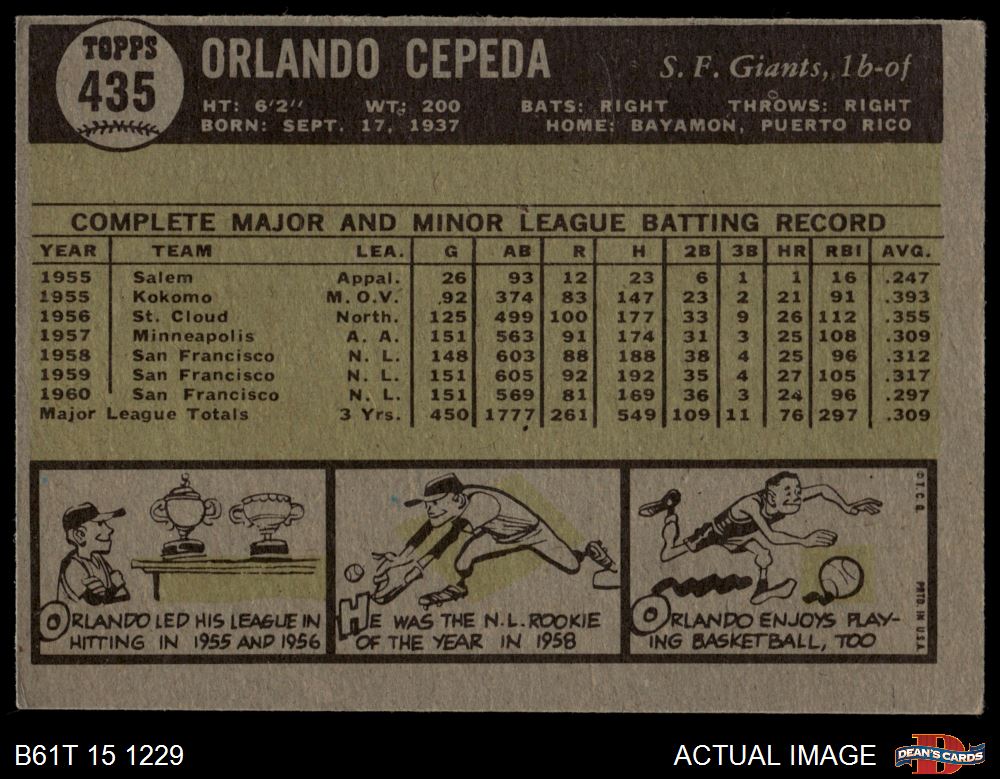 TOPPS
435
ORLANDO CEPEDA
S. F. Giants, 1b-of
HT: 6'2" WT: 200 BATS: RIGHT THROWS: RIGHT
BORN: SEPT. 17, 1937 HOME: BAYAMON, PUERTO RICO
COMPLETE MAJOR AND MINOR LEAGUE BATTING RECORD
YEAR TEAM LEA. G AB R H 2B 3B HR RBI AVG.
1955 Salem Appal. 26 93 12 23 6 1 1 16 .247
1955 Kokomo M. O. V. 92 374 83 147 23 2 21 91 .393
1956 St. Cloud North. 125 499 100 177 33 9 26 112 .355
1957 Minneapolis A. A. 151 563 91 174 31 3 25 108 .309
1958 San Francisco N. L. 148 603 88 188 38 4 25 96 .312
1959 San Francisco N. L. 151 605 92 192 35 4 27 105 .317
1960 San Francisco N. L. 151 569 81 169 36 3 24 96 .297
Major League Totals 3 Yrs. 450 1777 261 549 109 11 76 297 .309
ORLANDO LED HIS LEAGUE IN
HITTING IN 1955 AND 1956
HE WAS THE N.L. ROOKIE
OF THE YEAR IN 1958
ORLANDO ENJOYS PLAY-
ING BASKETBALL, TOO
© T. C. G.
PRTD. IN U.S.A.
B61T 15 1229
ACTUAL IMAGE
DEAN'S CARDS